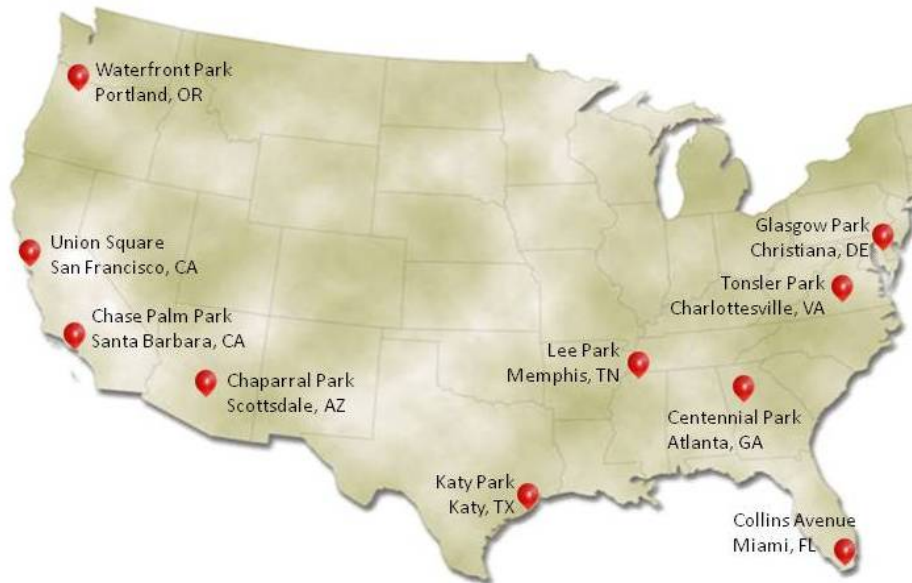 Waterfront Park
Portland, OR
Union Square
San Francisco, CA
Chase Palm Park
Santa Barbara, CA
Chaparral Park
Scottsdale, AZ
Glasgow Park
Christiana, DE
Tonsler Park
Charlottesville, VA
Lee Park
Memphis, TN
Centennial Park
Atlanta, GA
Katy Park
Katy, TX
Collins Avenue
Miami, FL